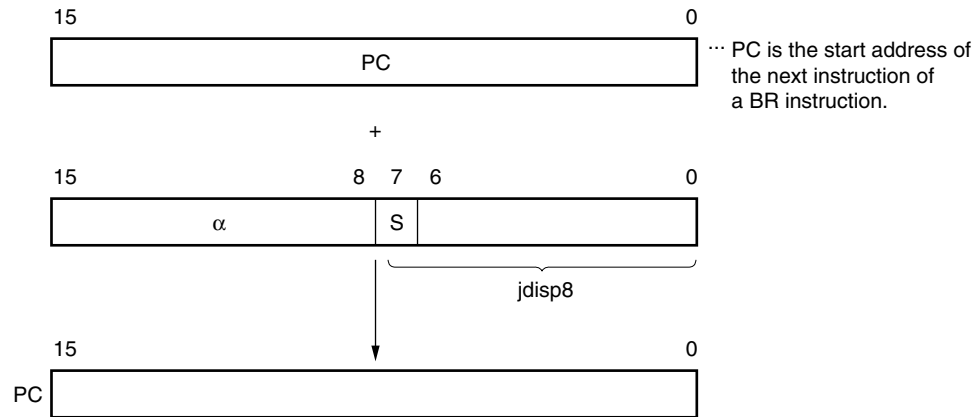 15 0
PC
... PC is the start address of
the next instruction of
a BR instruction.
+
15 8 7 6 0
α S
jdisp8
15 0
PC